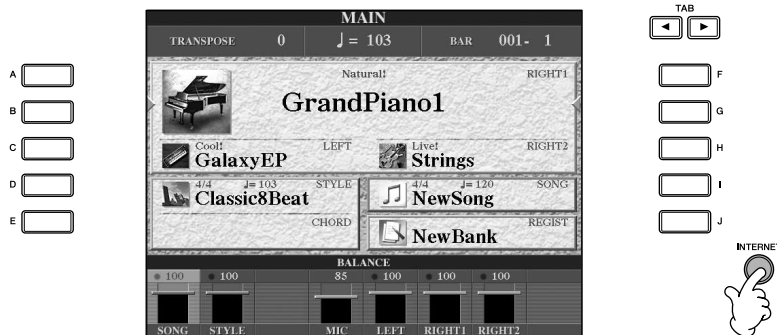 TAB
MAIN
TRANSPOSE 0 ♩= 103 BAR 001- 1
A
Natural! RIGHT1
F
GrandPiano1
B
G
Cool! LEFT Live! RIGHT2
C
GalaxyEP Strings
H
4/4 ♩= 103 STYLE 4/4 ♩= 120 SONG
D
Classic8Beat NewSong
I
CHORD REGIST
E
NewBank
J
INTERNET
BALANCE
100 100 85 100 100 100
SONG STYLE MIC LEFT RIGHT1 RIGHT2